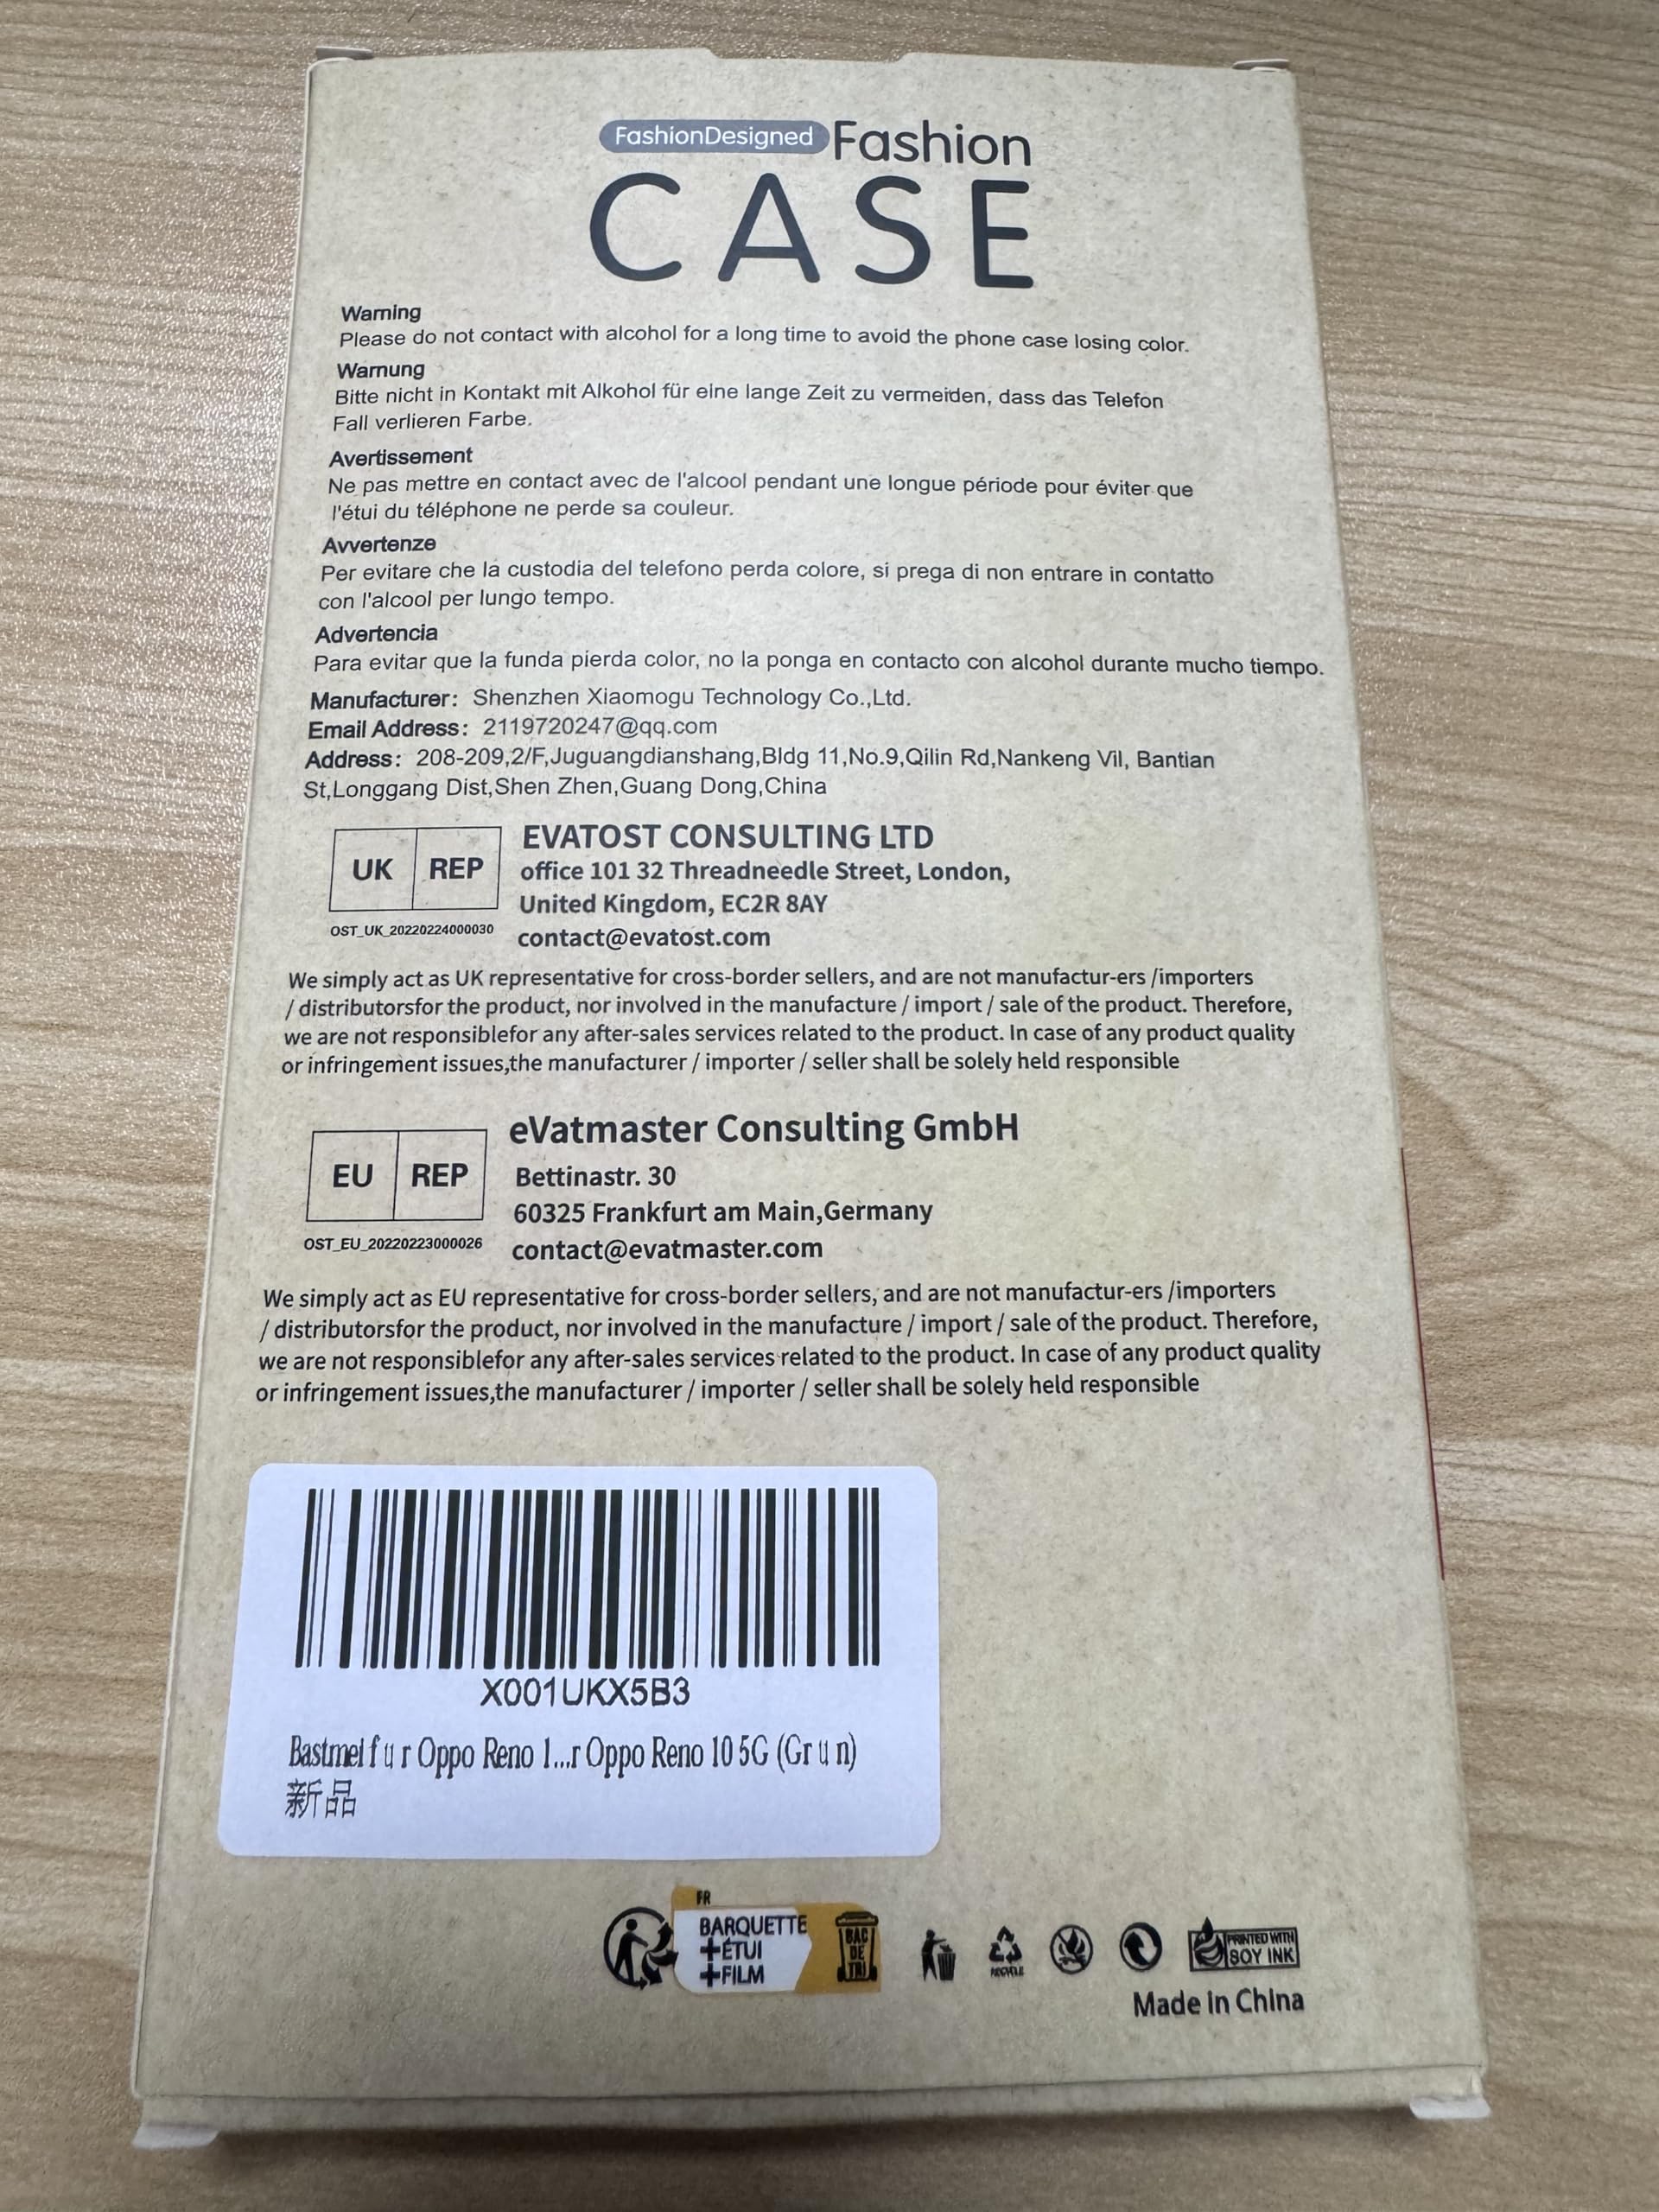 FashionDesigned Fashion
CASE
Warning
Please do not contact with alcohol for a long time to avoid the phone case losing color.
Warnung
Bitte nicht in Kontakt mit Alkohol für eine lange Zeit zu vermeiden, dass das Telefon
Fall verlieren Farbe.
Avertissement
Ne pas mettre en contact avec de l'alcool pendant une longue période pour éviter que
l'étui du téléphone ne perde sa couleur.
Avvertenze
Per evitare che la custodia del telefono perda colore, si prega di non entrare in contatto
con l'alcool per lungo tempo.
Advertencia
Para evitar que la funda pierda color, no la ponga en contacto con alcohol durante mucho tiempo.
Manufacturer: Shenzhen Xiaomogu Technology Co.,Ltd.
Email Address: 2119720247@qq.com
Address: 208-209,2/F,Juguangdianshang,Bldg 11,No.9,Qilin Rd,Nankeng Vil, Bantian
St,Longgang Dist,Shen Zhen,Guang Dong,China
UK REP
OST_UK_20220224000030
EVATOST CONSULTING LTD
office 101 32 Threadneedle Street, London,
United Kingdom, EC2R 8AY
contact@evatost.com
We simply act as UK representative for cross-border sellers, and are not manufactur-ers /importers
/ distributorsfor the product, nor involved in the manufacture / import / sale of the product. Therefore,
we are not responsiblefor any after-sales services related to the product. In case of any product quality
or infringement issues,the manufacturer / importer / seller shall be solely held responsible
EU REP
OST_EU_20220223000026
eVatmaster Consulting GmbH
Bettinastr. 30
60325 Frankfurt am Main,Germany
contact@evatmaster.com
We simply act as EU representative for cross-border sellers, and are not manufactur-ers /importers
/ distributorsfor the product, nor involved in the manufacture / import / sale of the product. Therefore,
we are not responsiblefor any after-sales services related to the product. In case of any product quality
or infringement issues,the manufacturer / importer / seller shall be solely held responsible
X001UKX5B3
Bastmei f u r Oppo Reno 1...r Oppo Reno 10 5G (Gr u n)
新品
FR
BARQUETTE
+ÉTUI
+FILM
BAC
DE
TRI
RECYCLE
PRINTED WITH
SOY INK
Made in China